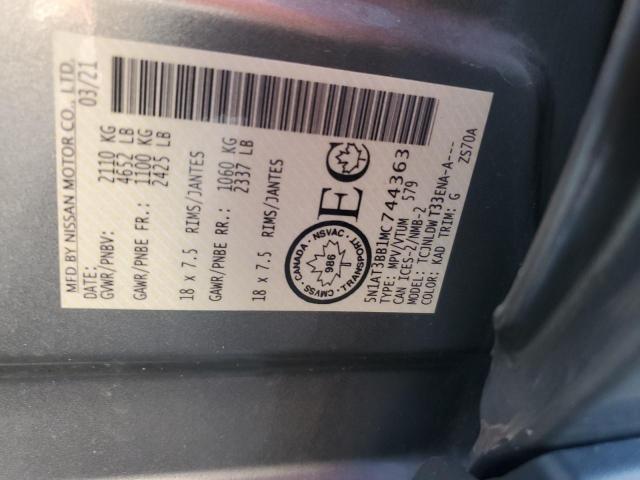 MFD BY NISSAN MOTOR CO., LTD.
DATE: 03/21
GVWR/PNBV: 2110 KG
4652 LB
GAWR/PNBE FR.: 1100 KG
2425 LB
18 x 7.5 RIMS/JANTES
GAWR/PNBE RR.: 1060 KG
2337 LB
18 x 7.5 RIMS/JANTES
CANADA · NSVAC · TRANSPORT · CMVSS
986
OEC
5N1AT3BB1MC744363
TYPE: MPV/VTUM 579
CAN ICES-2/NMB-2
MODEL: TCJNLDWT33ENA-A---
COLOR: KAD TRIM: G ZS70A